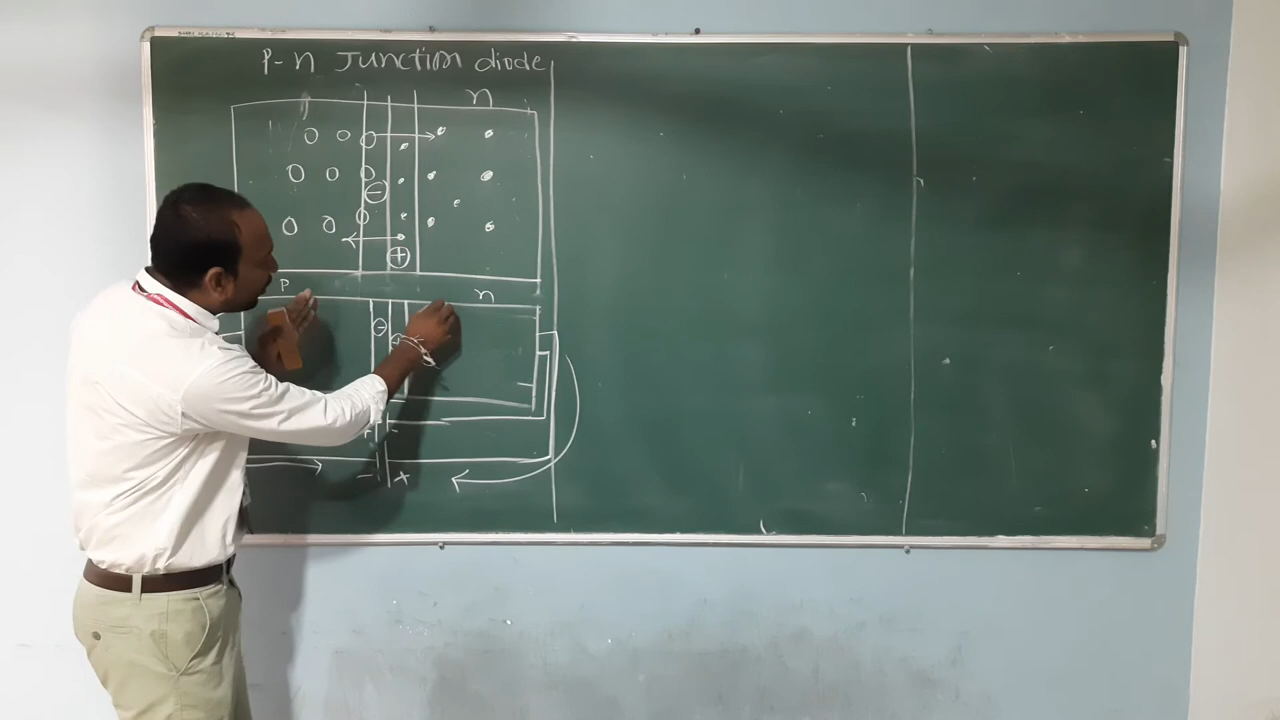 P-n Junction diode
n
−
+
P n
−
+
− +